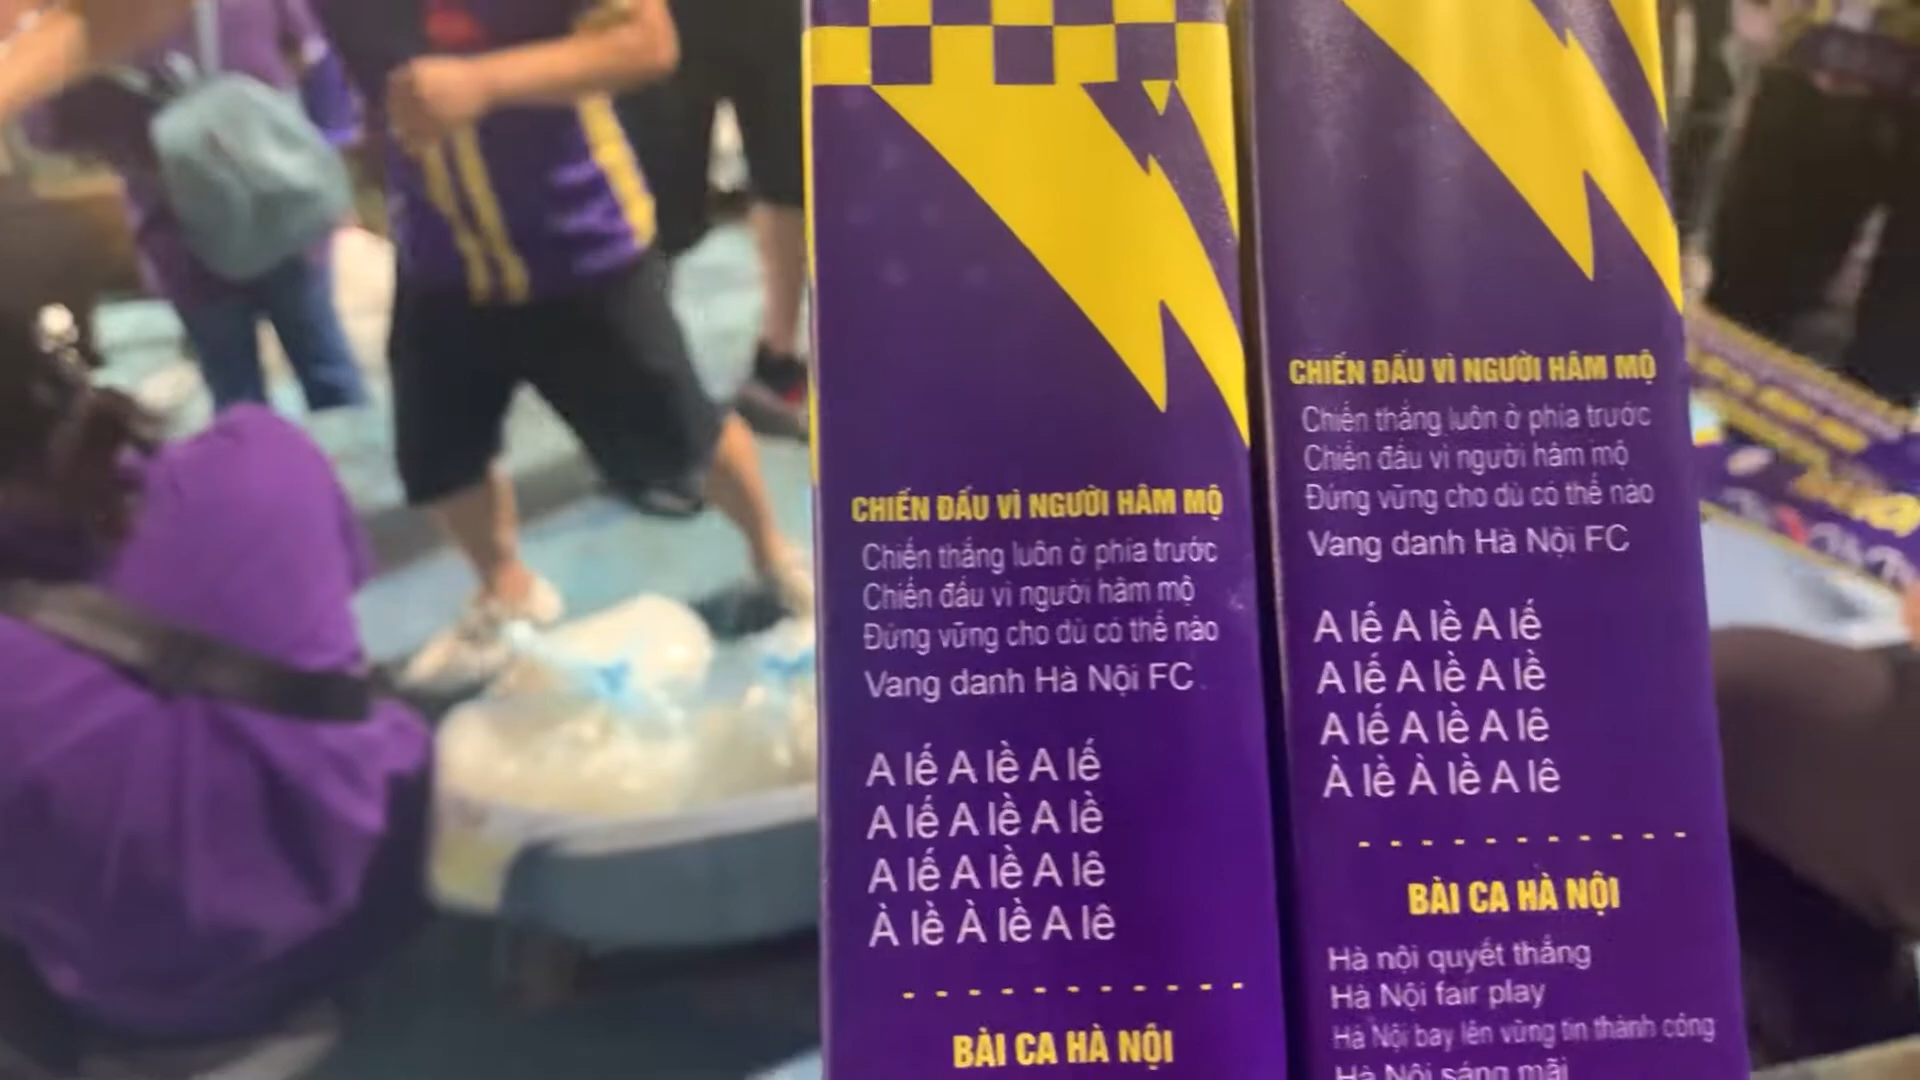 CHIẾN ĐẤU VÌ NGƯỜI HÂM MỘ
Chiến thắng luôn ở phía trước
Chiến đấu vì người hâm mộ
Đứng vững cho dù có thế nào
Vang danh Hà Nội FC
A lế A lề A lế
A lế A lề A lề
A lế A lề A lê
À lề À lề A lê
BÀI CA HÀ NỘI
CHIẾN ĐẤU VÌ NGƯỜI HÂM MỘ
Chiến thắng luôn ở phía trước
Chiến đấu vì người hâm mộ
Đứng vững cho dù có thế nào
Vang danh Hà Nội FC
A lế A lề A lế
A lế A lề A lề
A lế A lề A lê
À lề À lề A lê
BÀI CA HÀ NỘI
Hà nội quyết thắng
Hà Nội fair play
Hà Nội bay lên vững tin thành công
Hà Nội sáng mãi